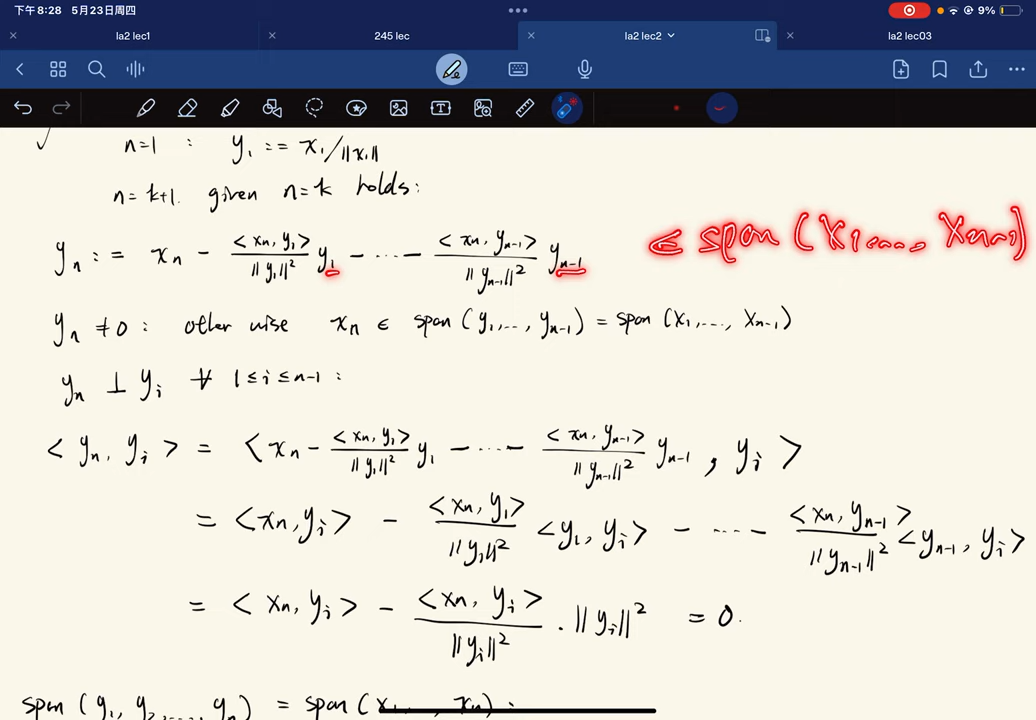 下午8:28 5月23日周四
9%
la2 lec1
245 lec
la2 lec2
la2 lec03
n=1 : y₁ := x₁/||x₁||
n=k+1. given n=k holds:
yₙ := xₙ - <xₙ, y₁>/||y₁||² y₁ - ... - <xₙ, yₙ₋₁>/||yₙ₋₁||² yₙ₋₁
∈ span(x₁, ..., xₙ₋₁)
yₙ ≠ 0 : other wise xₙ ∈ span(y₁, ..., yₙ₋₁) = span(x₁, ..., xₙ₋₁)
yₙ ⊥ yᵢ ∀ 1≤i≤n-1 :
<yₙ, yᵢ> = <xₙ - <xₙ, y₁>/||y₁||² y₁ - ... - <xₙ, yₙ₋₁>/||yₙ₋₁||² yₙ₋₁, yᵢ>
= <xₙ, yᵢ> - <xₙ, y₁>/||y₁||² <y₁, yᵢ> - ... - <xₙ, yₙ₋₁>/||yₙ₋₁||² <yₙ₋₁, yᵢ>
= <xₙ, yᵢ> - <xₙ, yᵢ>/||yᵢ||² · ||yᵢ||² = 0.
span(y₁, y₂, ..., yₙ) = span(x₁, ..., xₙ) :